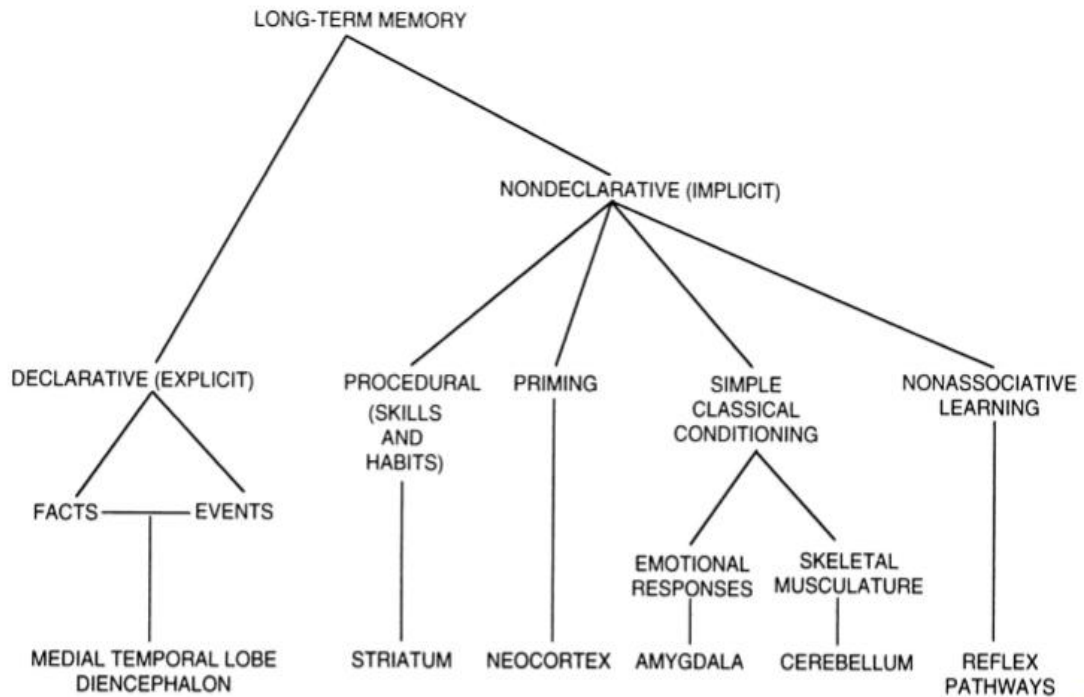 LONG-TERM MEMORY
NONDECLARATIVE (IMPLICIT)
DECLARATIVE (EXPLICIT)
PROCEDURAL
(SKILLS
AND
HABITS)
PRIMING
SIMPLE
CLASSICAL
CONDITIONING
NONASSOCIATIVE
LEARNING
FACTS
EVENTS
EMOTIONAL
RESPONSES
SKELETAL
MUSCULATURE
MEDIAL TEMPORAL LOBE
DIENCEPHALON
STRIATUM
NEOCORTEX
AMYGDALA
CEREBELLUM
REFLEX
PATHWAYS